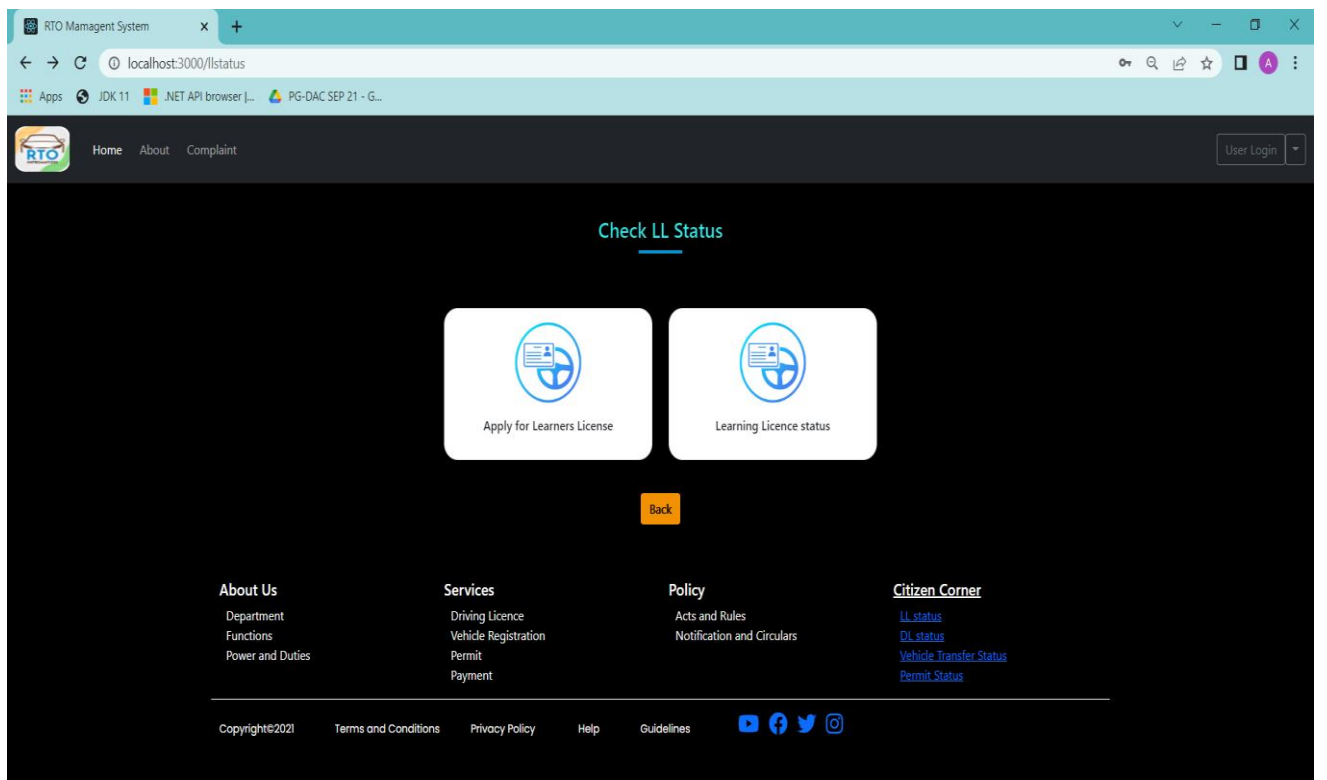 RTO Mamagent System
localhost:3000/llstatus
A
Apps JDK 11 .NET API browser |... PG-DAC SEP 21 - G...
RTO
Home About Complaint
User Login
Check LL Status
Apply for Learners License
Learning Licence status
Back
About Us
Department
Functions
Power and Duties
Services
Driving Licence
Vehicle Registration
Permit
Payment
Policy
Acts and Rules
Notification and Circulars
Citizen Corner
LL status
DL status
Vehicle Transfer Status
Permit Status
Copyright©2021 Terms and Conditions Privacy Policy Help Guidelines